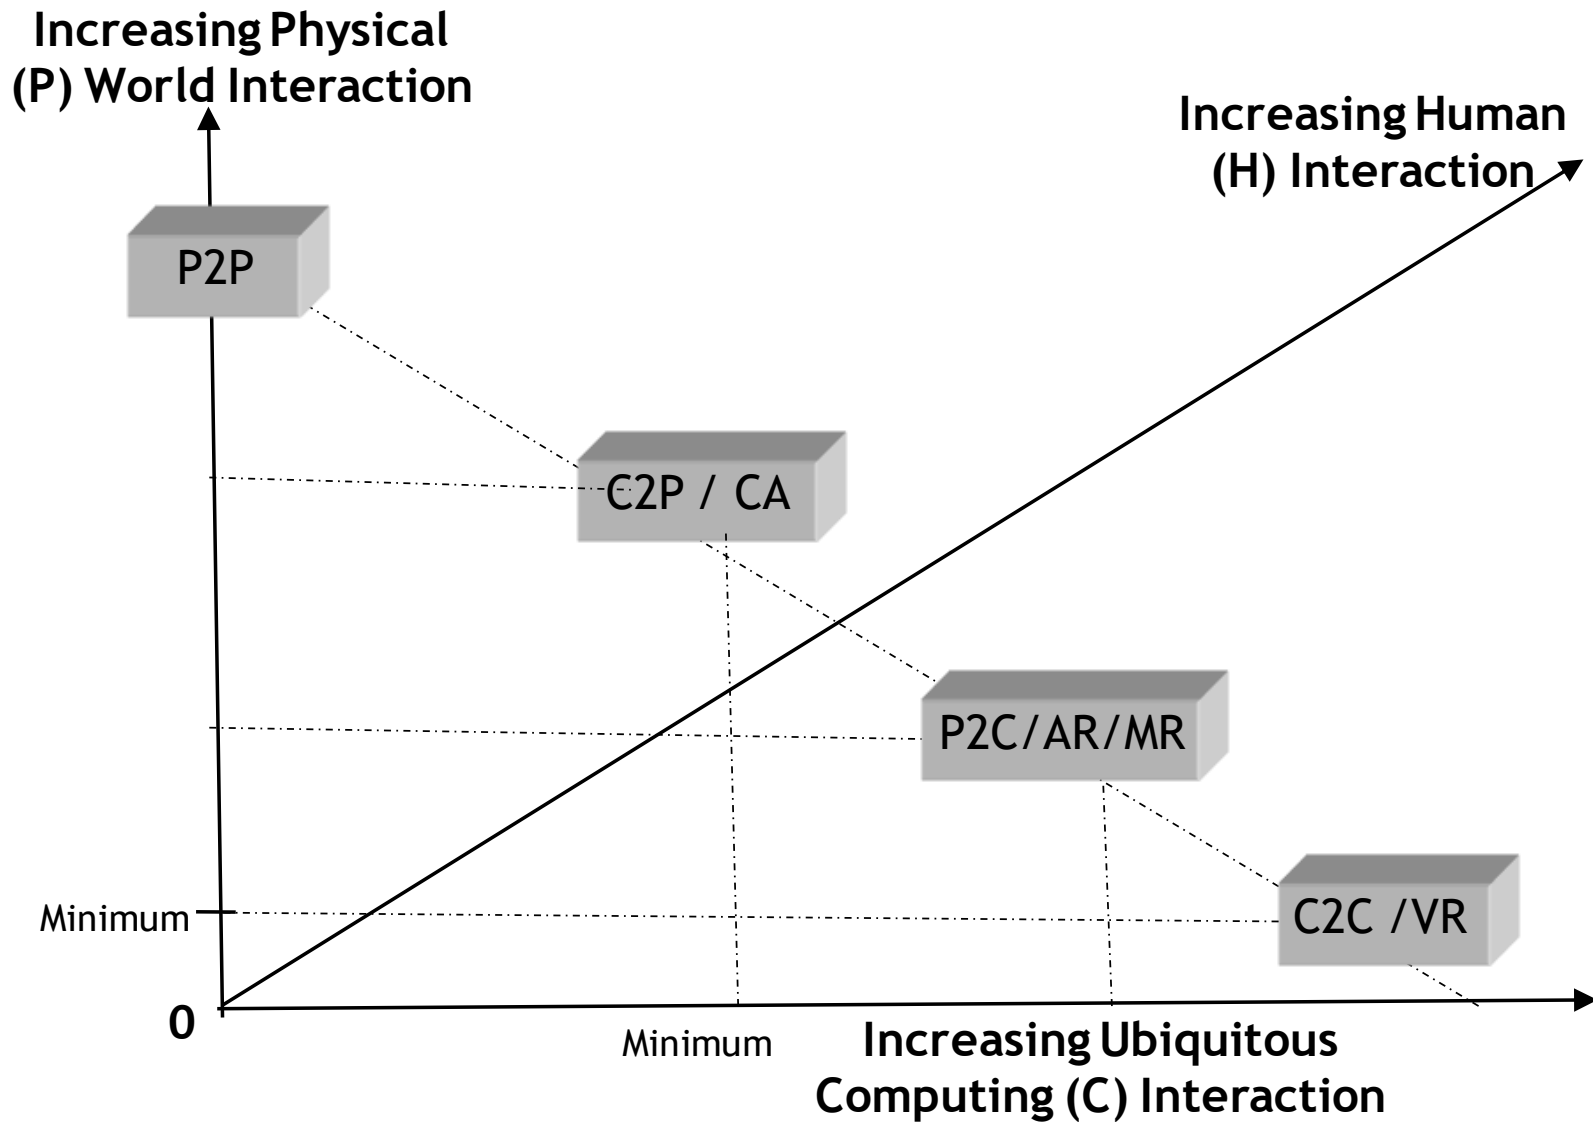 Increasing Physical
(P) World Interaction
Increasing Human
(H) Interaction
P2P
C2P / CA
P2C/AR/MR
C2C /VR
Minimum
0
Minimum
Increasing Ubiquitous
Computing (C) Interaction